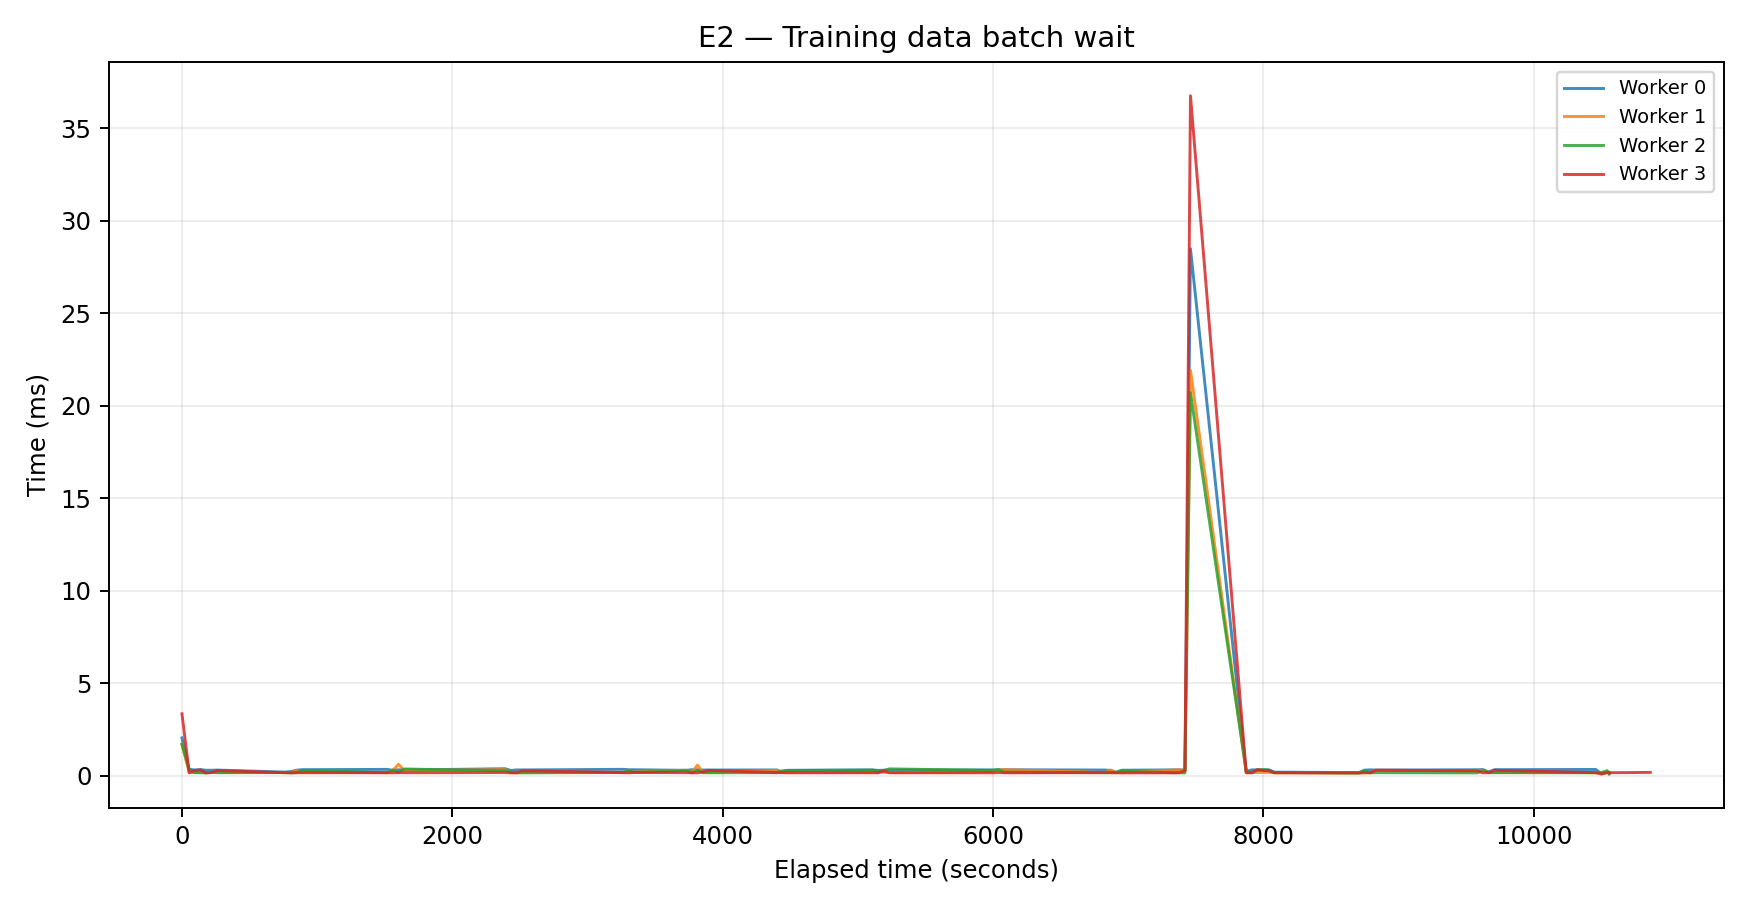 E2 — Training data batch wait
Worker 0
Worker 1
Worker 2
Worker 3
Time (ms)
35
30
25
20
15
10
5
0
0 2000 4000 6000 8000 10000
Elapsed time (seconds)